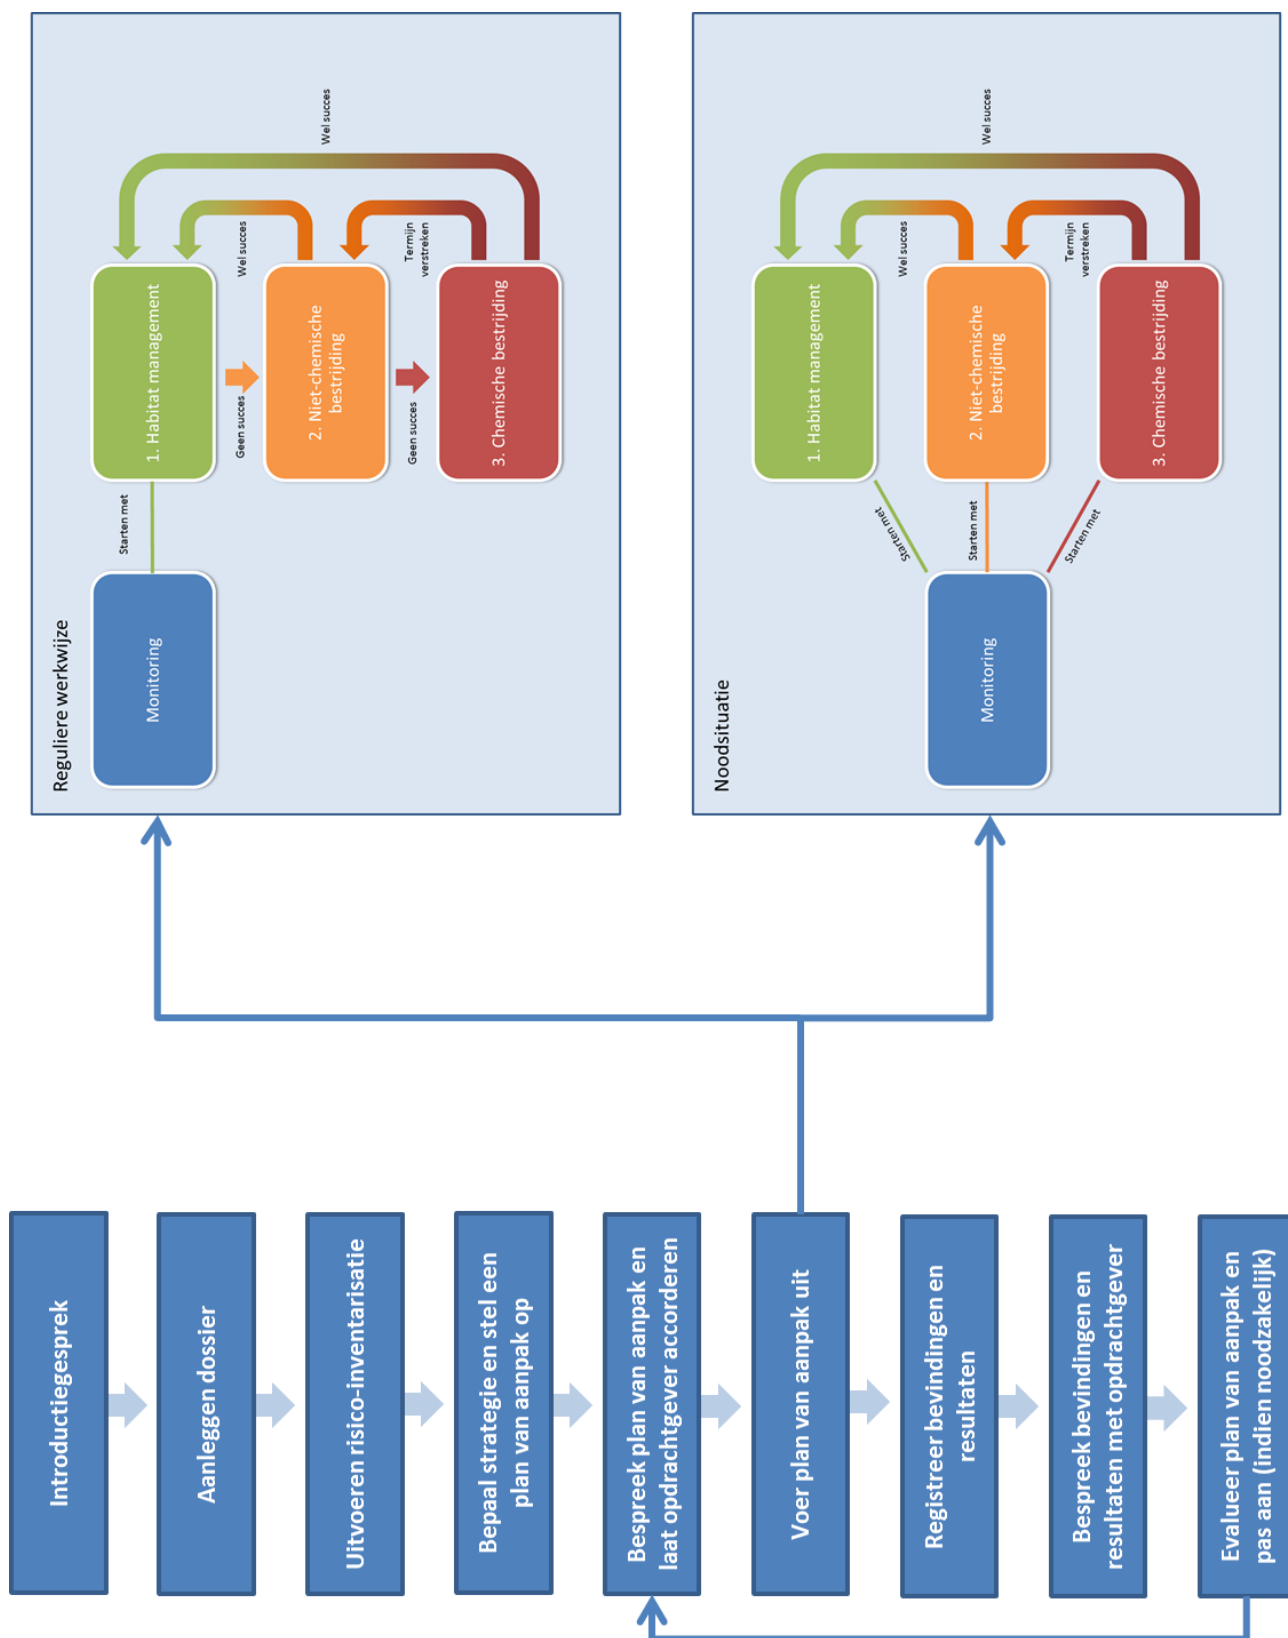 Introductiegesprek
Aanleggen dossier
Uitvoeren risico-inventarisatie
Bepaal strategie en stel een
plan van aanpak op
Bespreek plan van aanpak en
laat opdrachtgever accorderen
Voer plan van aanpak uit
Registreer bevindingen en
resultaten
Bespreek bevindingen en
resultaten met opdrachtgever
Evalueer plan van aanpak en
pas aan (indien noodzakelijk)
Reguliere werkwijze
Monitoring
Starten met
1. Habitat management
Geen succes
Wel succes
2. Niet-chemische
bestrijding
Geen succes
Termijn
verstreken
3. Chemische bestrijding
Wel succes
Noodsituatie
Monitoring
Starten met
Starten met
Starten met
1. Habitat management
Wel succes
2. Niet-chemische
bestrijding
Termijn
verstreken
3. Chemische bestrijding
Wel succes